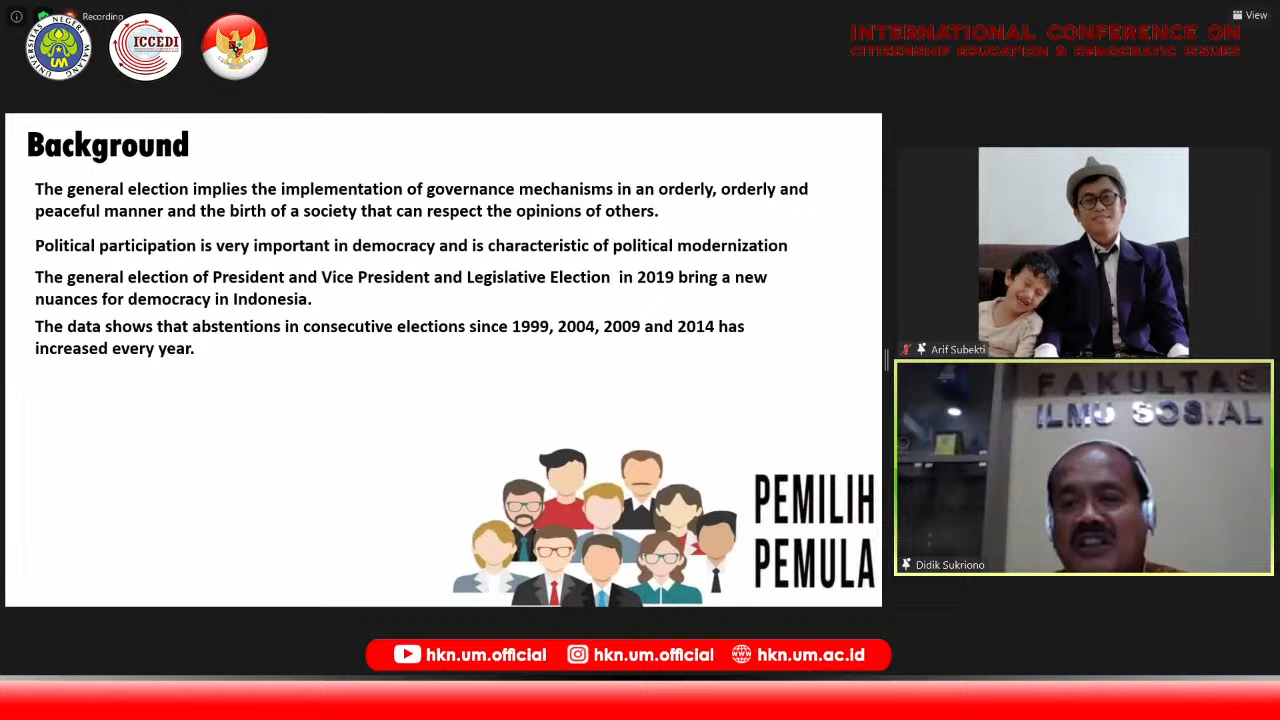 Recording
View
UNIVERSITAS NEGERI MALANG
UM
ICCEDI
INTERNATIONAL CONFERENCE ON
CITIZENSHIP EDUCATION & DEMOCRATIC ISSUES
Background
The general election implies the implementation of governance mechanisms in an orderly, orderly and
peaceful manner and the birth of a society that can respect the opinions of others.
Political participation is very important in democracy and is characteristic of political modernization
The general election of President and Vice President and Legislative Election in 2019 bring a new
nuances for democracy in Indonesia.
The data shows that abstentions in consecutive elections since 1999, 2004, 2009 and 2014 has
increased every year.
PEMILIH
PEMULA
Arif Subekti
FAKULTAS
ILMU SOSIAL
Didik Sukriono
hkn.um.official
hkn.um.official
hkn.um.ac.id